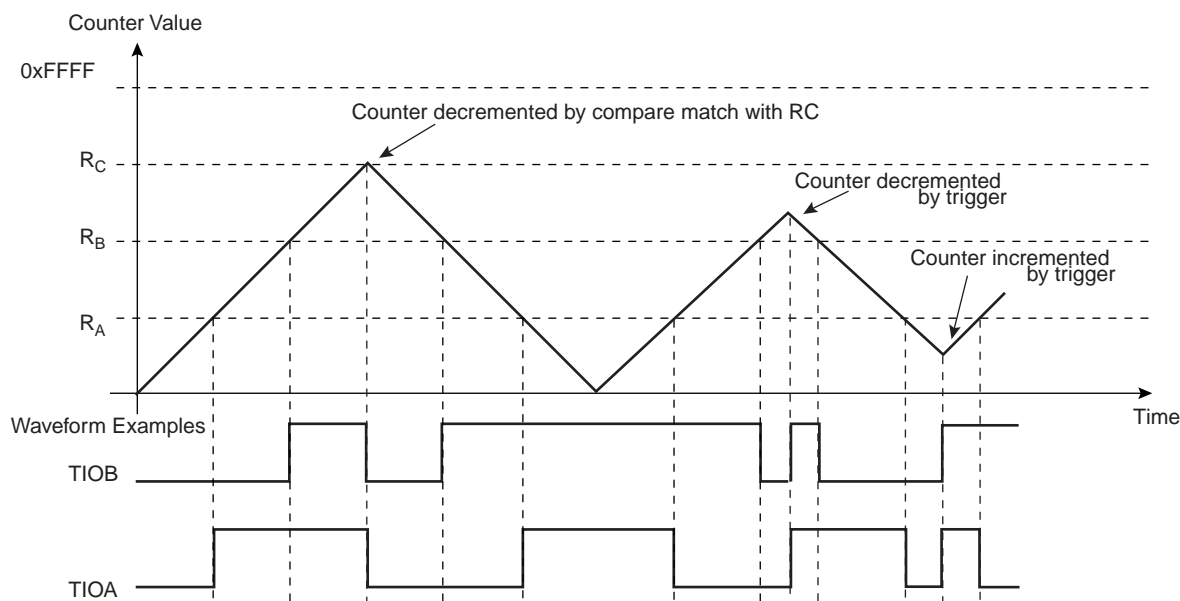 Counter Value
0xFFFF
Counter decremented by compare match with RC
RC
Counter decremented
by trigger
RB
Counter incremented
by trigger
RA
Time
Waveform Examples
TIOB
TIOA